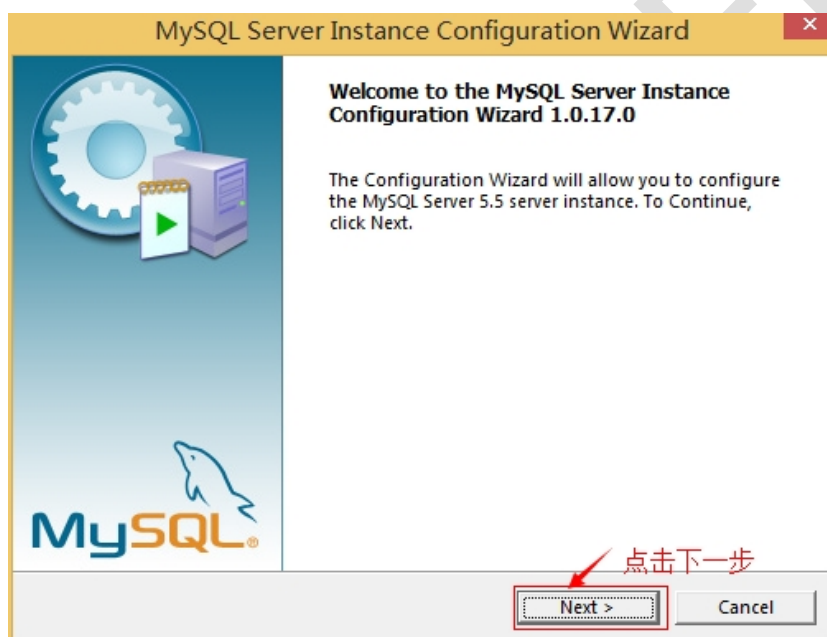 MySQL Server Instance Configuration Wizard
Welcome to the MySQL Server Instance
Configuration Wizard 1.0.17.0
The Configuration Wizard will allow you to configure
the MySQL Server 5.5 server instance. To Continue,
click Next.
MySQL®
点击下一步
Next >
Cancel